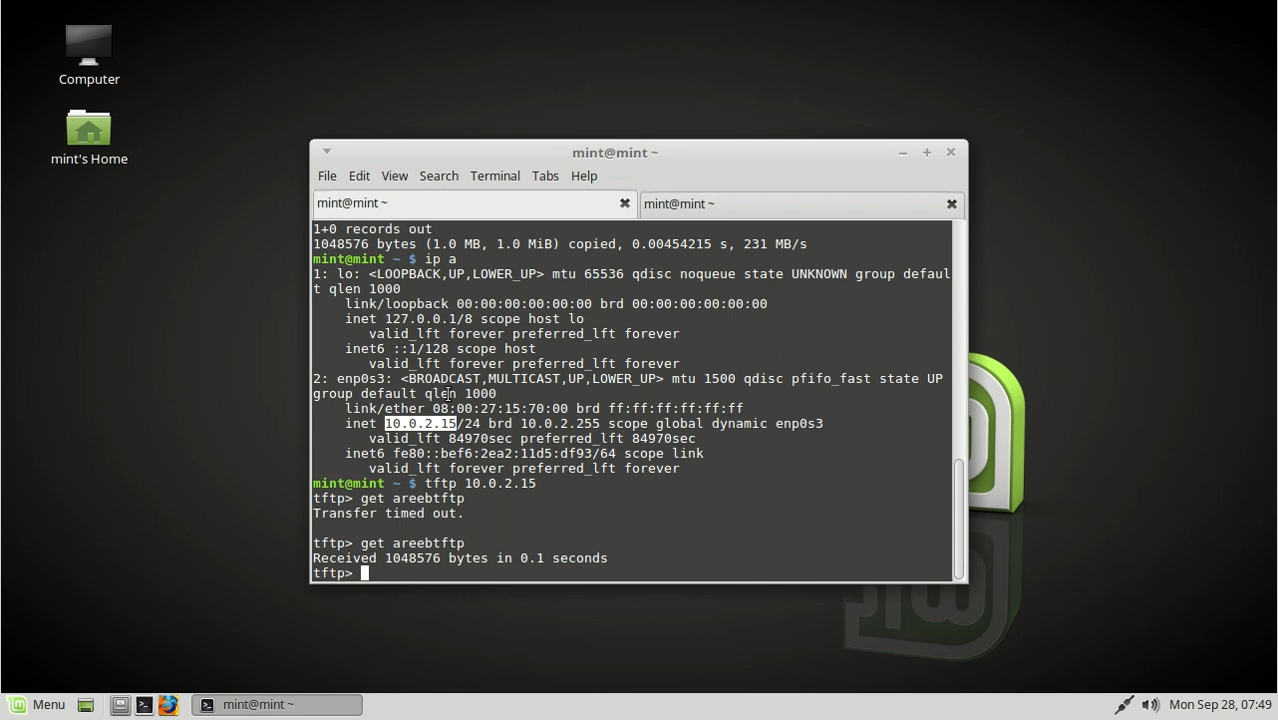 Computer
mint's Home
mint@mint ~
File Edit View Search Terminal Tabs Help
mint@mint ~ mint@mint ~
1+0 records out
1048576 bytes (1.0 MB, 1.0 MiB) copied, 0.00454215 s, 231 MB/s
mint@mint ~ $ ip a
1: lo: <LOOPBACK,UP,LOWER_UP> mtu 65536 qdisc noqueue state UNKNOWN group defaul
t qlen 1000
    link/loopback 00:00:00:00:00:00 brd 00:00:00:00:00:00
    inet 127.0.0.1/8 scope host lo
       valid_lft forever preferred_lft forever
    inet6 ::1/128 scope host
       valid_lft forever preferred_lft forever
2: enp0s3: <BROADCAST,MULTICAST,UP,LOWER_UP> mtu 1500 qdisc pfifo_fast state UP
group default qlen 1000
    link/ether 08:00:27:15:70:00 brd ff:ff:ff:ff:ff:ff
    inet 10.0.2.15/24 brd 10.0.2.255 scope global dynamic enp0s3
       valid_lft 84970sec preferred_lft 84970sec
    inet6 fe80::bef6:2ea2:11d5:df93/64 scope link
       valid_lft forever preferred_lft forever
mint@mint ~ $ tftp 10.0.2.15
tftp> get areebtftp
Transfer timed out.
tftp> get areebtftp
Received 1048576 bytes in 0.1 seconds
tftp>
Menu mint@mint ~ Mon Sep 28, 07:49